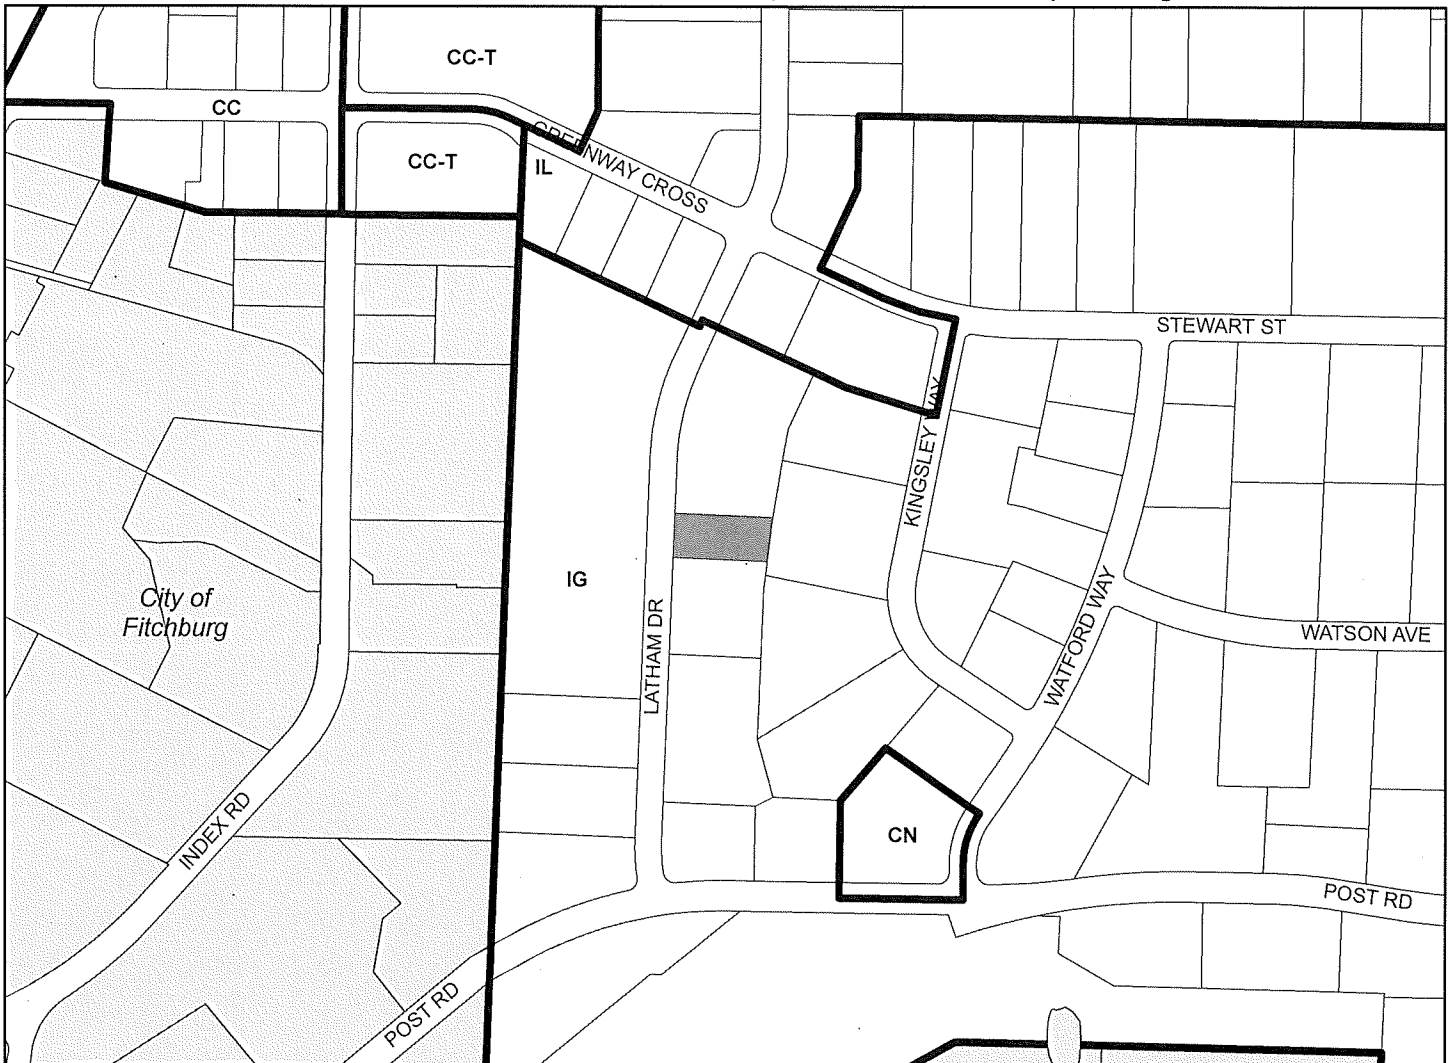 CC-T
CC
GREENWAY CROSS
CC-T
IL
STEWART ST
KINGSLEY WAY
IG
City of
Fitchburg
LATHAM DR
WATFORD WAY
WATSON AVE
INDEX RD
CN
POST RD
POST RD